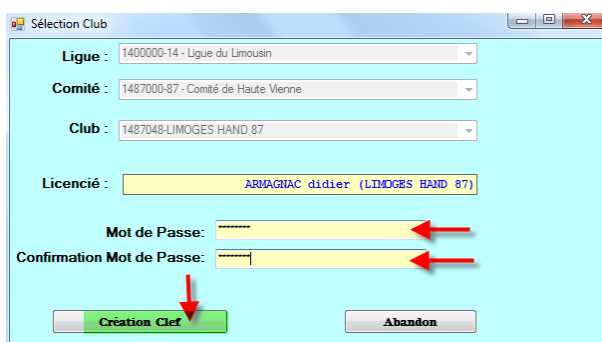 Sélection Club
Ligue : 1400000-14 - Ligue du Limousin
Comité : 1487000-87 - Comité de Haute Vienne
Club : 1487048-LIMOGES HAND 87
Licencié : ARMAGNAC didier (LIMOGES HAND 87)
Mot de Passe: ********
Confirmation Mot de Passe: ********
Création Clef Abandon